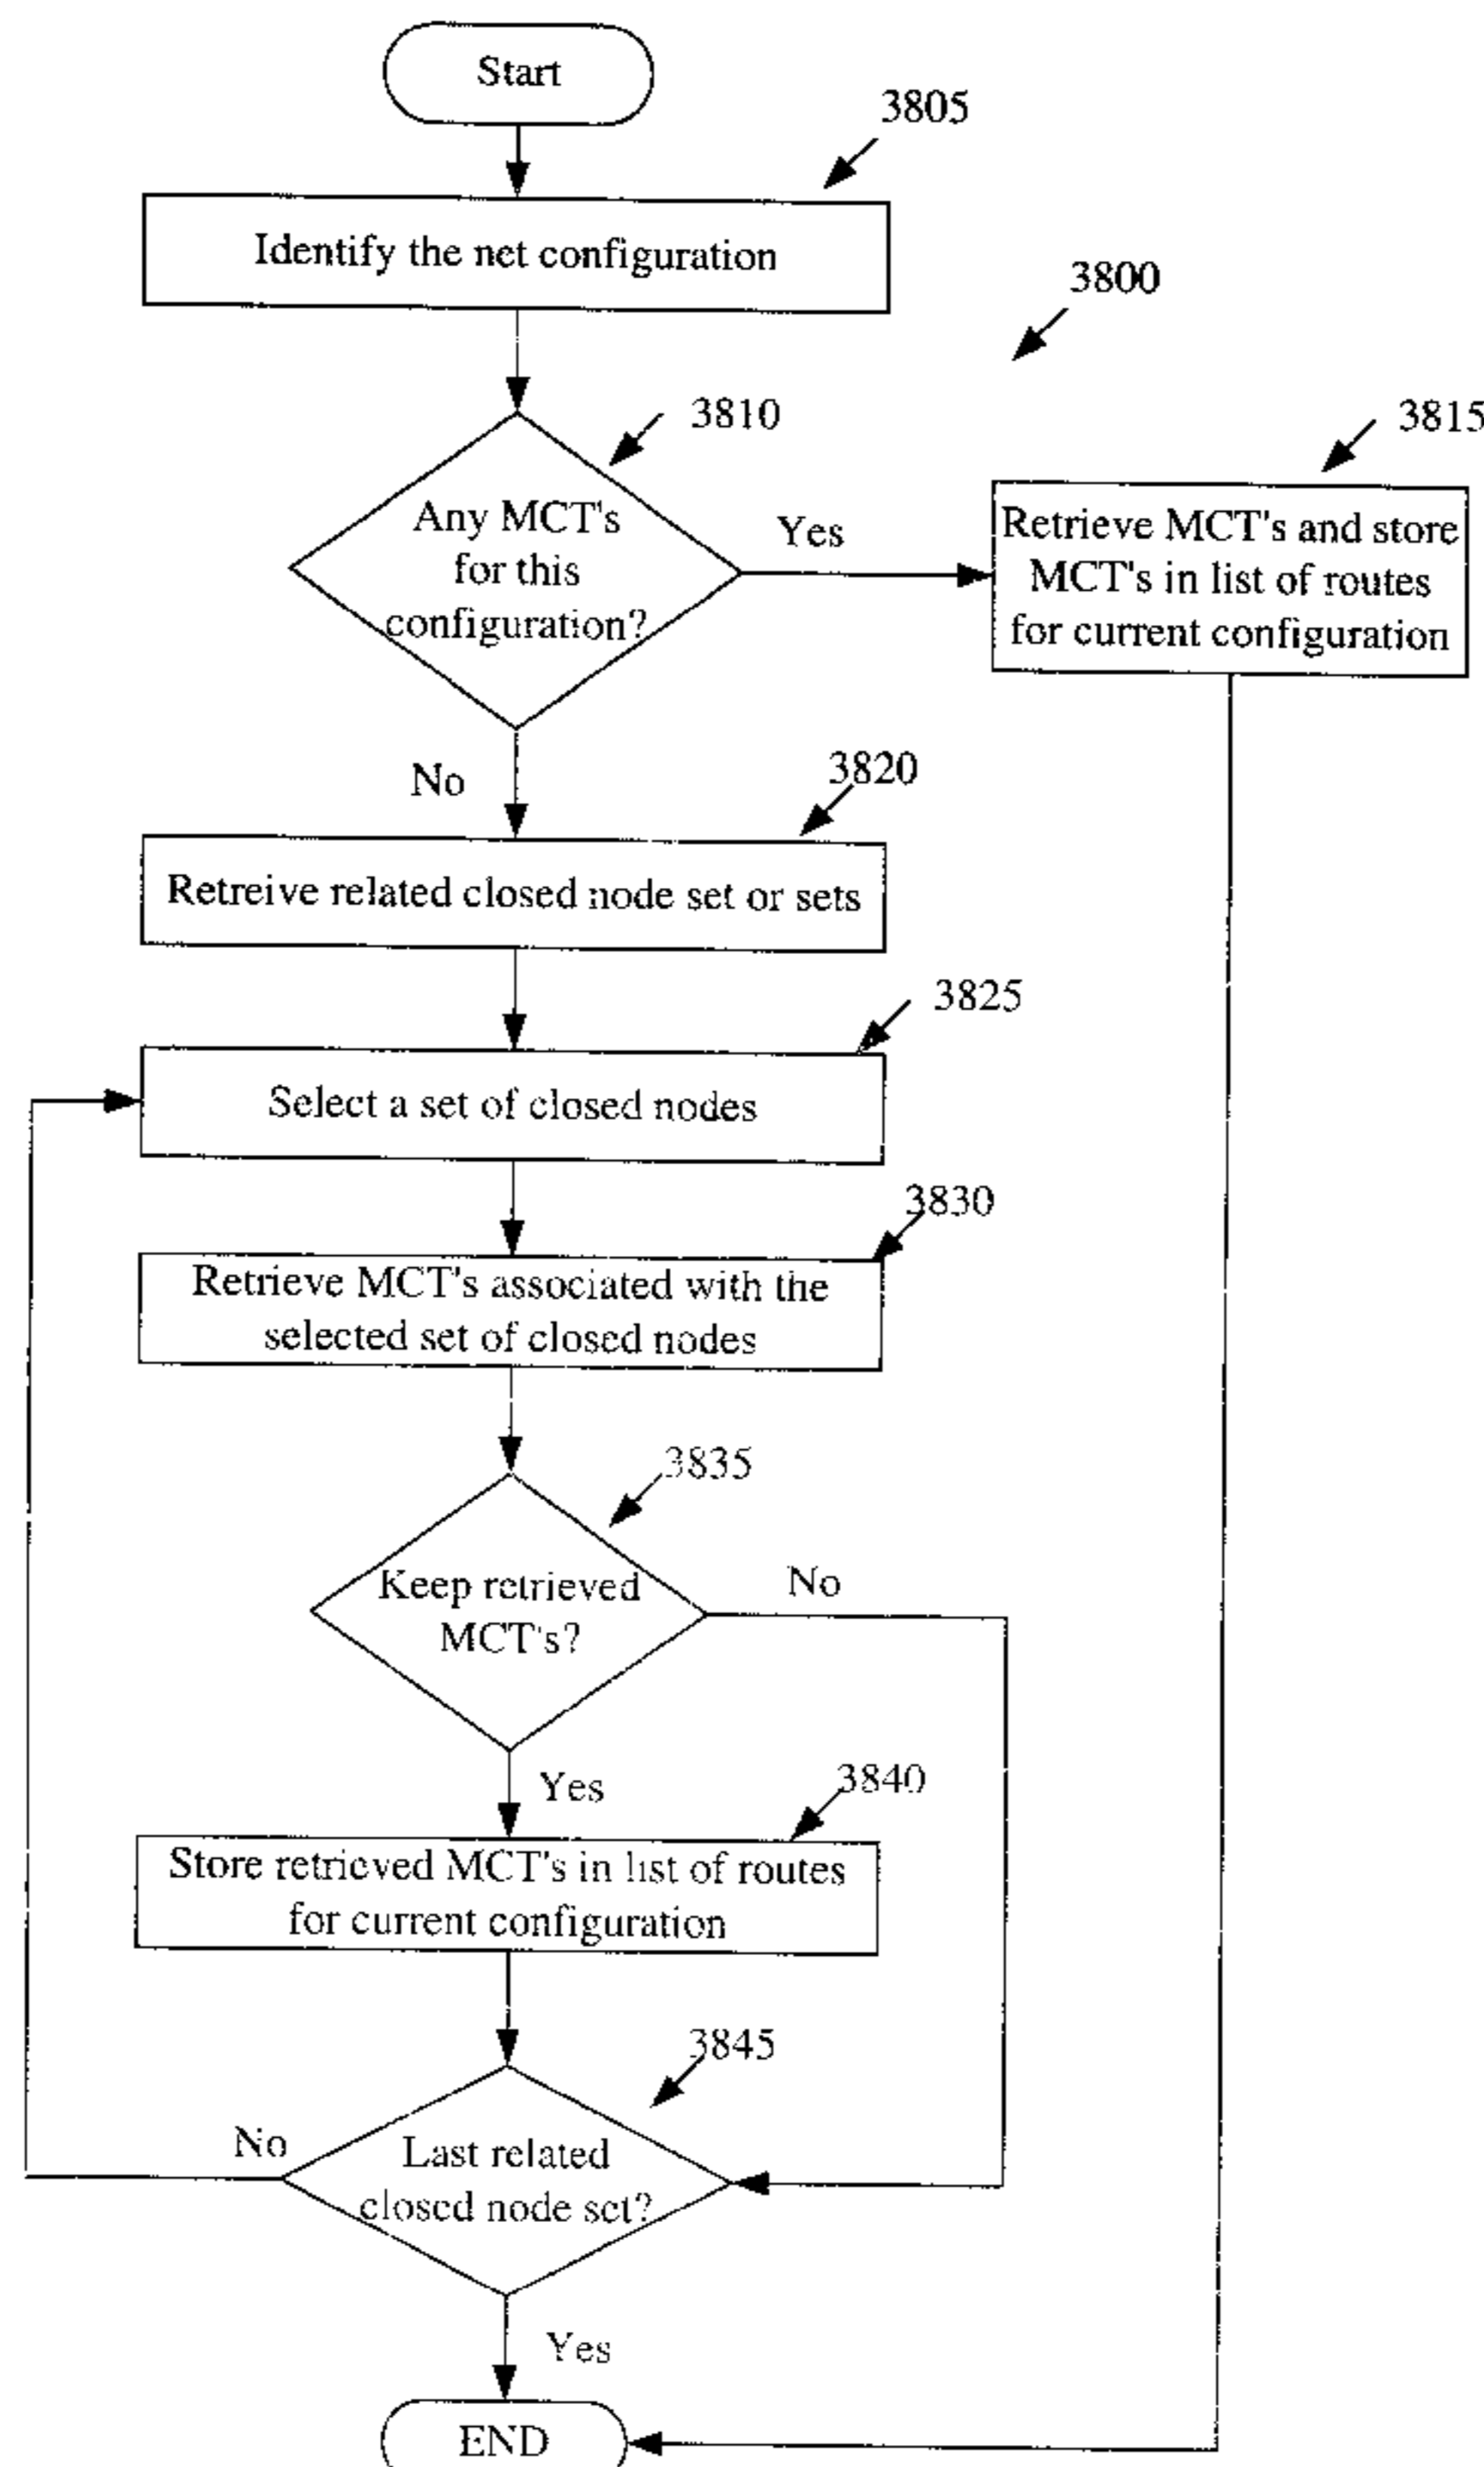 Start
3805
Identify the net configuration
3800
3810
Any MCT's
for this
configuration?
Yes
3815
Retrieve MCT's and store
MCT's in list of routes
for current configuration
No
3820
Retreive related closed node set or sets
3825
Select a set of closed nodes
3830
Retrieve MCT's associated with the
selected set of closed nodes
3835
Keep retrieved
MCT's?
No
Yes
3840
Store retrieved MCT's in list of routes
for current configuration
3845
No
Last related
closed node set?
Yes
END